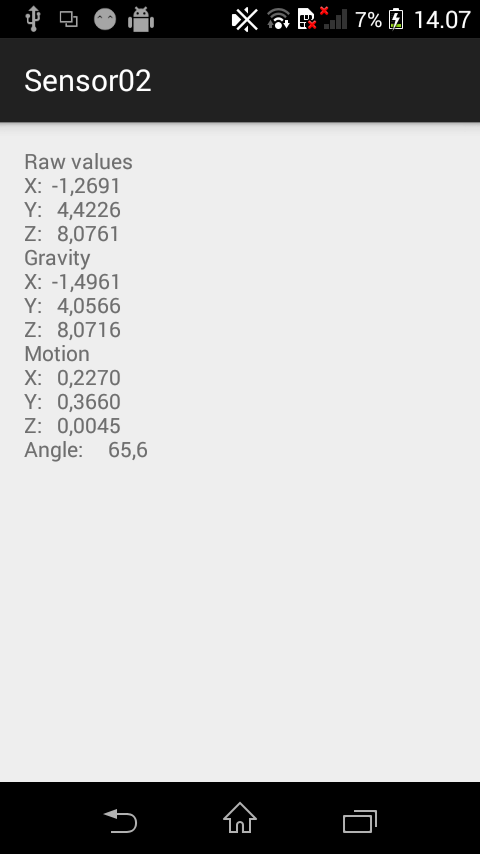 7% 14.07
Sensor02
Raw values
X: -1,2691
Y: 4,4226
Z: 8,0761
Gravity
X: -1,4961
Y: 4,0566
Z: 8,0716
Motion
X: 0,2270
Y: 0,3660
Z: 0,0045
Angle: 65,6